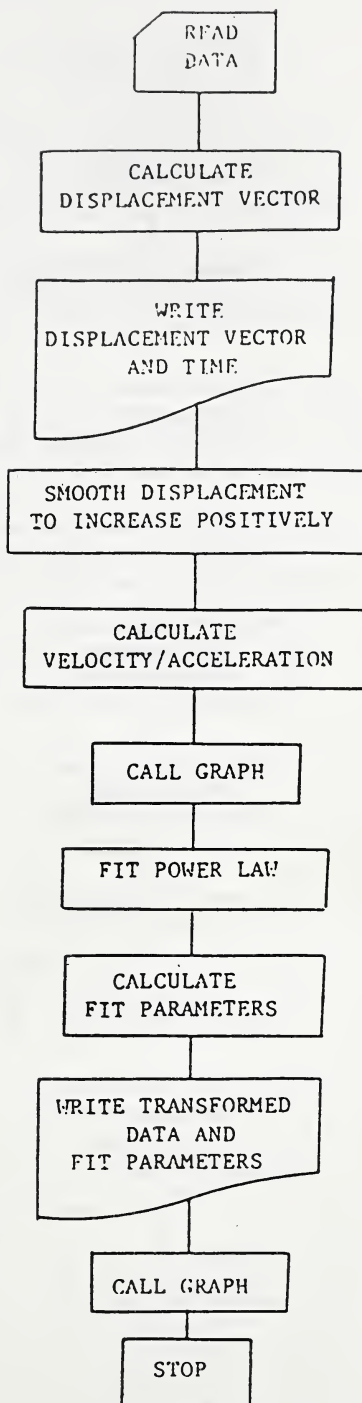 READ
DATA
CALCULATE
DISPLACEMENT VECTOR
WRITE
DISPLACEMENT VECTOR
AND TIME
SMOOTH DISPLACEMENT
TO INCREASE POSITIVELY
CALCULATE
VELOCITY/ACCELERATION
CALL GRAPH
FIT POWER LAW
CALCULATE
FIT PARAMETERS
WRITE TRANSFORMED
DATA AND
FIT PARAMETERS
CALL GRAPH
STOP